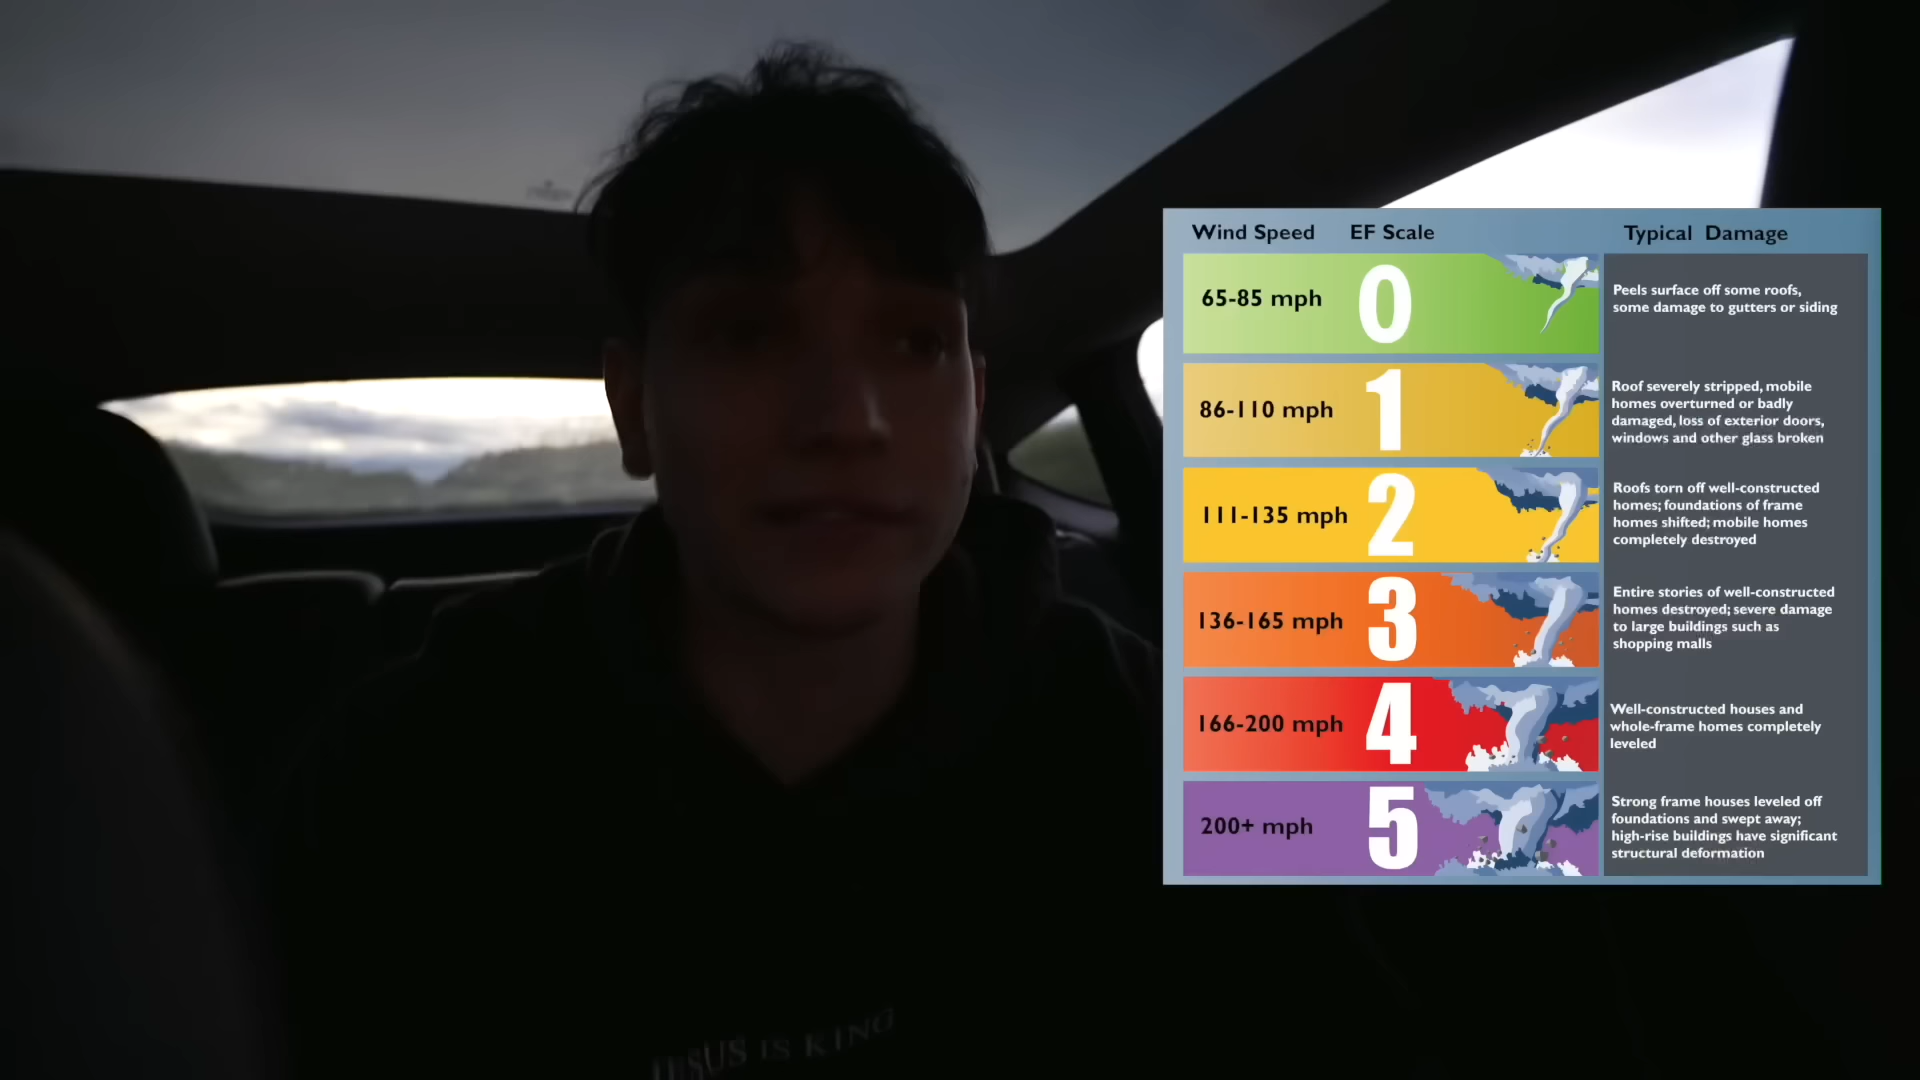 Wind Speed EF Scale Typical Damage
65-85 mph 0
Peels surface off some roofs,
some damage to gutters or siding
86-110 mph 1
Roof severely stripped, mobile
homes overturned or badly
damaged, loss of exterior doors,
windows and other glass broken
111-135 mph 2
Roofs torn off well-constructed
homes; foundations of frame
homes shifted; mobile homes
completely destroyed
136-165 mph 3
Entire stories of well-constructed
homes destroyed; severe damage
to large buildings such as
shopping malls
166-200 mph 4
Well-constructed houses and
whole-frame homes completely
leveled
200+ mph 5
Strong frame houses leveled off
foundations and swept away;
high-rise buildings have significant
structural deformation
JESUS IS KING